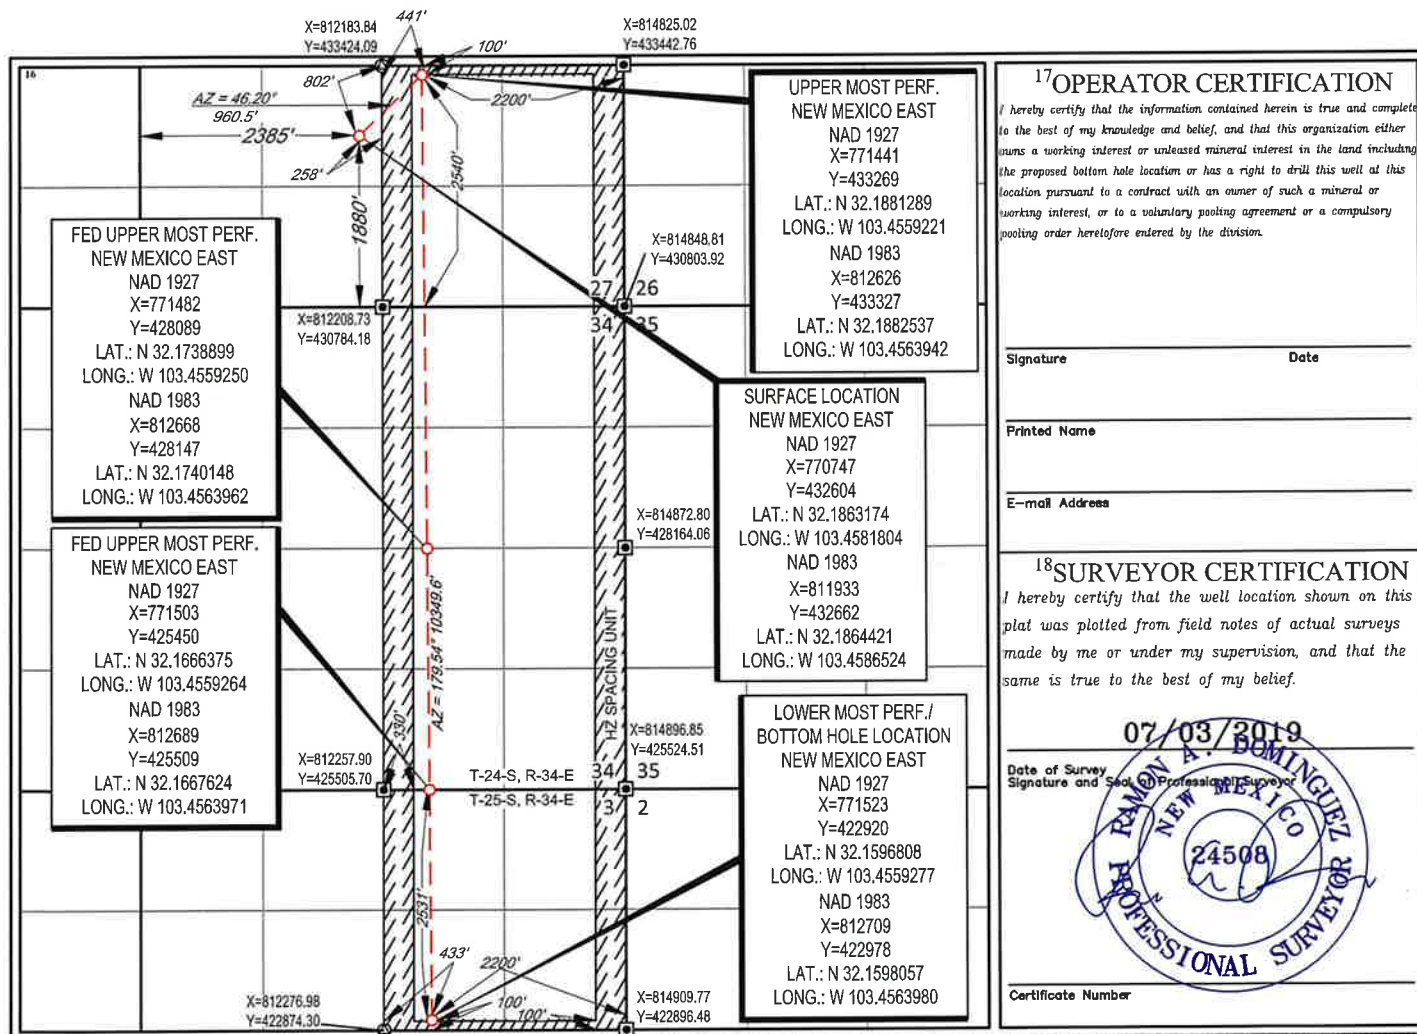 X=812183.84
Y=433424.09
441'
X=814825.02
Y=433442.76
16
802'
100'
AZ = 46.20°
960.5'
2385'
2200'
258'
2540'
1880'
FED UPPER MOST PERF.
NEW MEXICO EAST
NAD 1927
X=771482
Y=428089
LAT.: N 32.1738899
LONG.: W 103.4559250
NAD 1983
X=812668
Y=428147
LAT.: N 32.1740148
LONG.: W 103.4563962
FED UPPER MOST PERF.
NEW MEXICO EAST
NAD 1927
X=771503
Y=425450
LAT.: N 32.1666375
LONG.: W 103.4559264
NAD 1983
X=812689
Y=425509
LAT.: N 32.1667624
LONG.: W 103.4563971
X=812208.73
Y=430784.18
X=814848.81
Y=430803.92
27 26
34 35
X=814872.80
Y=428164.06
AZ = 179.54° 10349.6'
HZ SPACING UNIT
330'
X=812257.90
Y=425505.70
X=814896.85
Y=425524.51
T-24-S, R-34-E
T-25-S, R-34-E
34 35
3 2
2531'
433'
2200'
100'
100'
X=812276.98
Y=422874.30
X=814909.77
Y=422896.48
UPPER MOST PERF.
NEW MEXICO EAST
NAD 1927
X=771441
Y=433269
LAT.: N 32.1881289
LONG.: W 103.4559221
NAD 1983
X=812626
Y=433327
LAT.: N 32.1882537
LONG.: W 103.4563942
SURFACE LOCATION
NEW MEXICO EAST
NAD 1927
X=770747
Y=432604
LAT.: N 32.1863174
LONG.: W 103.4581804
NAD 1983
X=811933
Y=432662
LAT.: N 32.1864421
LONG.: W 103.4586524
LOWER MOST PERF./
BOTTOM HOLE LOCATION
NEW MEXICO EAST
NAD 1927
X=771523
Y=422920
LAT.: N 32.1596808
LONG.: W 103.4559277
NAD 1983
X=812709
Y=422978
LAT.: N 32.1598057
LONG.: W 103.4563980
17 OPERATOR CERTIFICATION
I hereby certify that the information contained herein is true and complete
to the best of my knowledge and belief, and that this organization either
owns a working interest or unleased mineral interest in the land including
the proposed bottom hole location or has a right to drill this well at this
location pursuant to a contract with an owner of such a mineral or
working interest, or to a voluntary pooling agreement or a compulsory
pooling order heretofore entered by the division.
Signature Date
Printed Name
E-mail Address
18 SURVEYOR CERTIFICATION
I hereby certify that the well location shown on this
plat was plotted from field notes of actual surveys
made by me or under my supervision, and that the
same is true to the best of my belief.
07/03/2019
Date of Survey
Signature and Seal of Professional Surveyor
RAMON A. DOMINGUEZ
NEW MEXICO
24508
PROFESSIONAL SURVEYOR
Certificate Number